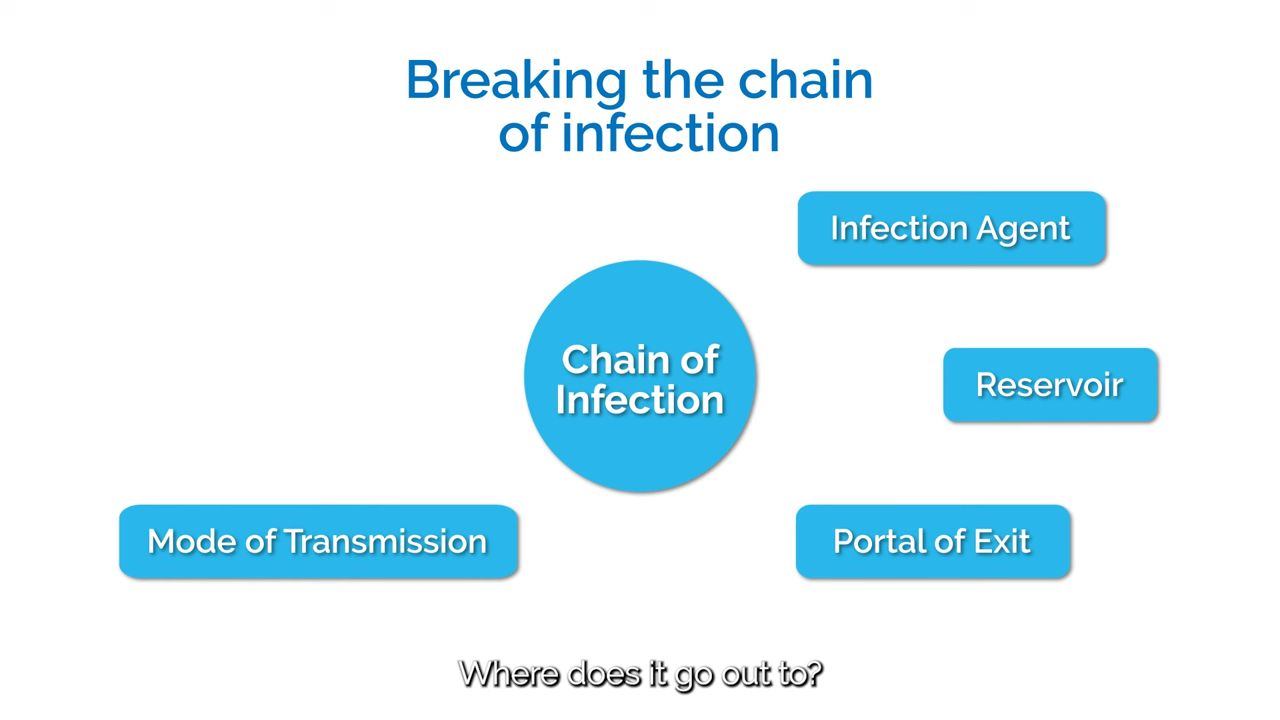 Breaking the chain
of infection
Infection Agent
Chain of
Infection
Reservoir
Mode of Transmission
Portal of Exit
Where does it go out to?